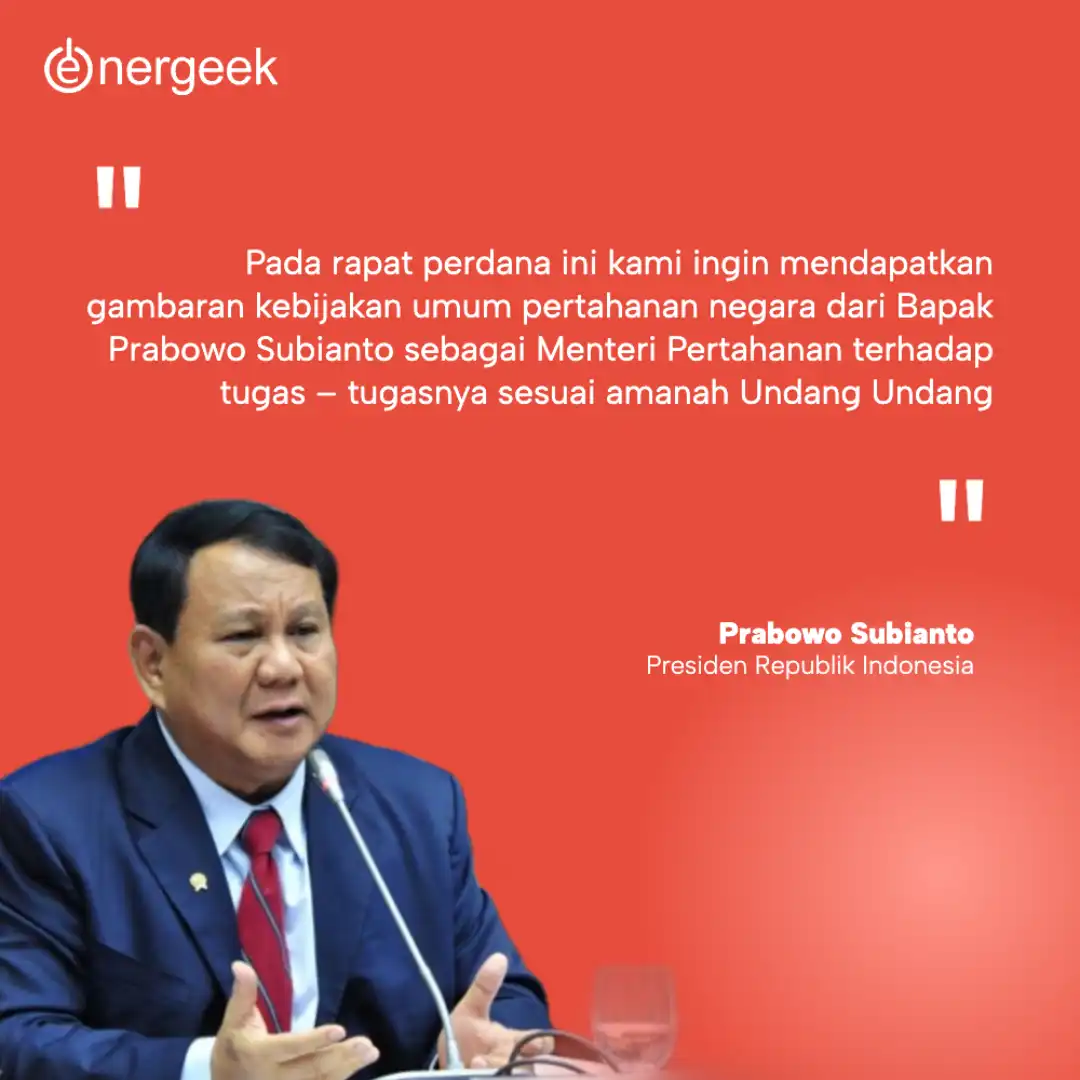 energeek
"
Pada rapat perdana ini kami ingin mendapatkan
gambaran kebijakan umum pertahanan negara dari Bapak
Prabowo Subianto sebagai Menteri Pertahanan terhadap
tugas – tugasnya sesuai amanah Undang Undang
"
Prabowo Subianto
Presiden Republik Indonesia